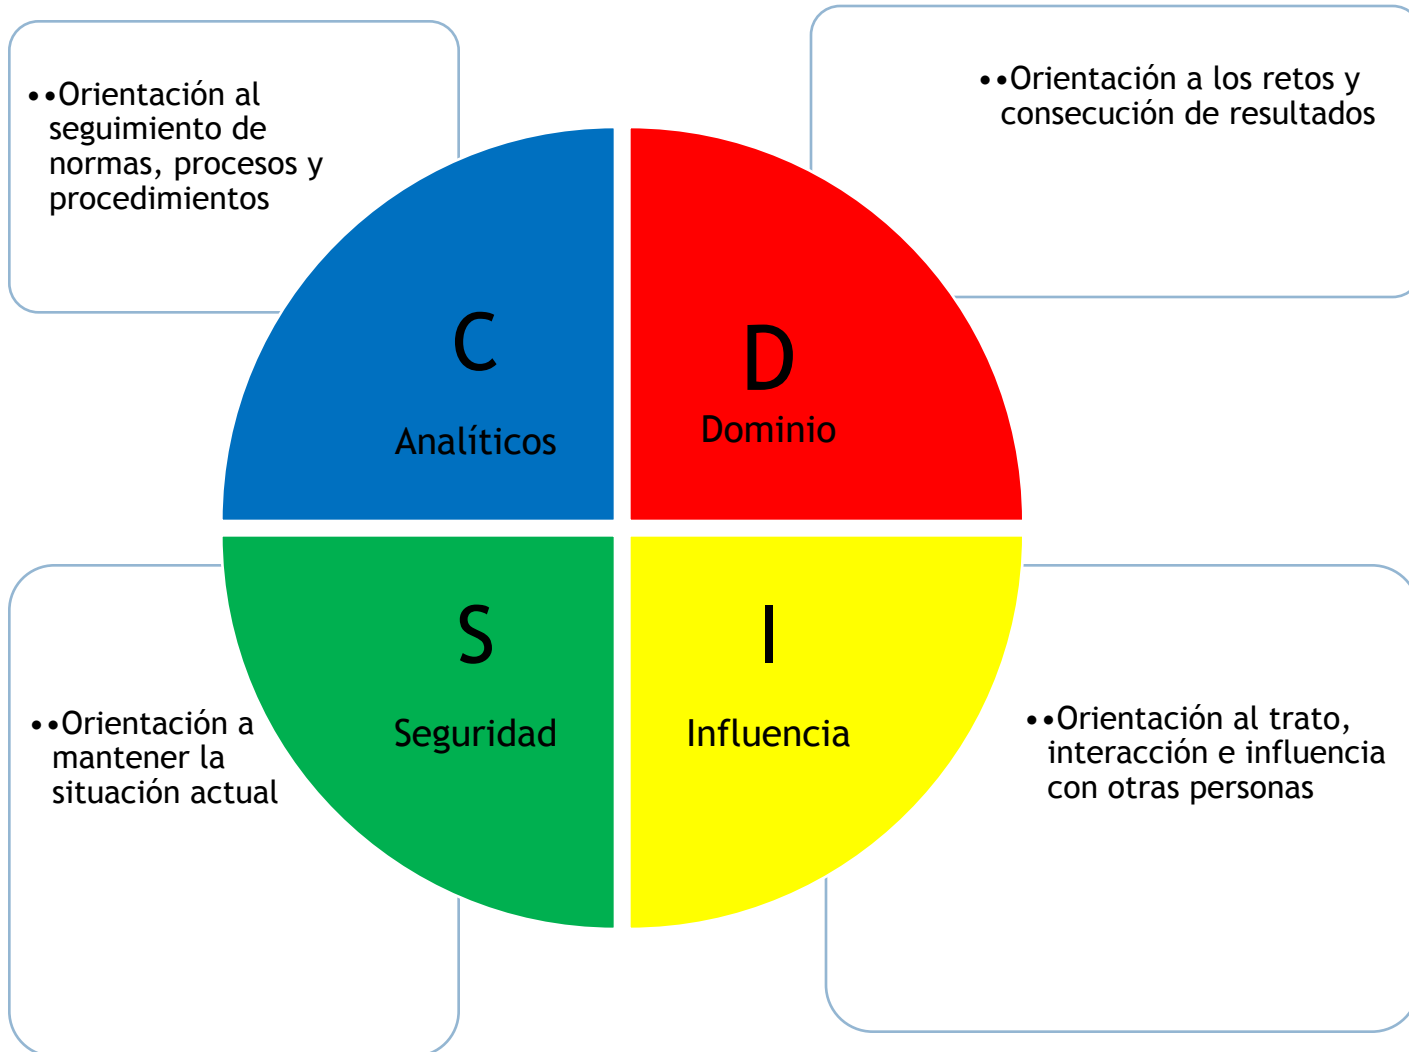 ••Orientación al
seguimiento de
normas, procesos y
procedimientos
••Orientación a los retos y
consecución de resultados
C
Analíticos
D
Dominio
S
Seguridad
I
Influencia
••Orientación a
mantener la
situación actual
••Orientación al trato,
interacción e influencia
con otras personas